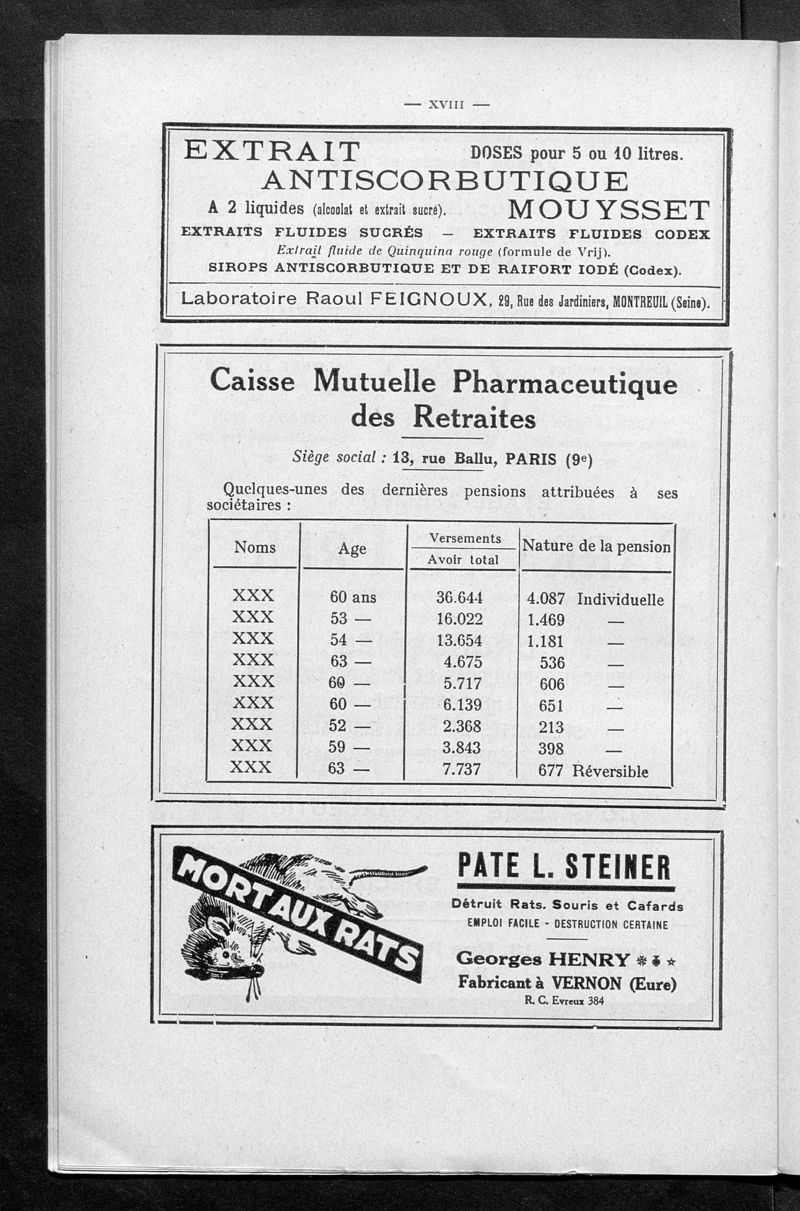 — XVIII —
EXTRAIT DOSES pour 5 ou 10 litres.
ANTISCORBUTIQUE
A 2 liquides (alcoolat et extrait sucré). MOUYSSET
EXTRAITS FLUIDES SUCRÉS — EXTRAITS FLUIDES CODEX
Extrait fluide de Quinquina rouge (formule de Vrij).
SIROPS ANTISCORBUTIQUE ET DE RAIFORT IODÉ (Codex).
Laboratoire Raoul FEIGNOUX, 29, Rue des Jardiniers, MONTREUIL (Seine).
Caisse Mutuelle Pharmaceutique
des Retraites
Siège social : 13, rue Ballu, PARIS (9e)
Quelques-unes des dernières pensions attribuées à ses
sociétaires :
Noms Age Versements Avoir total Nature de la pension
XXX 60 ans 36.644 4.087 Individuelle
XXX 53 — 16.022 1.469 —
XXX 54 — 13.654 1.181 —
XXX 63 — 4.675 536 —
XXX 60 — 5.717 606 —
XXX 60 — 6.139 651 —
XXX 52 — 2.368 213 —
XXX 59 — 3.843 398 —
XXX 63 — 7.737 677 Réversible
MORT AUX RATS
PATE L. STEINER
Détruit Rats. Souris et Cafards
EMPLOI FACILE - DESTRUCTION CERTAINE
Georges HENRY
Fabricant à VERNON (Eure)
R. C. Evreux 384